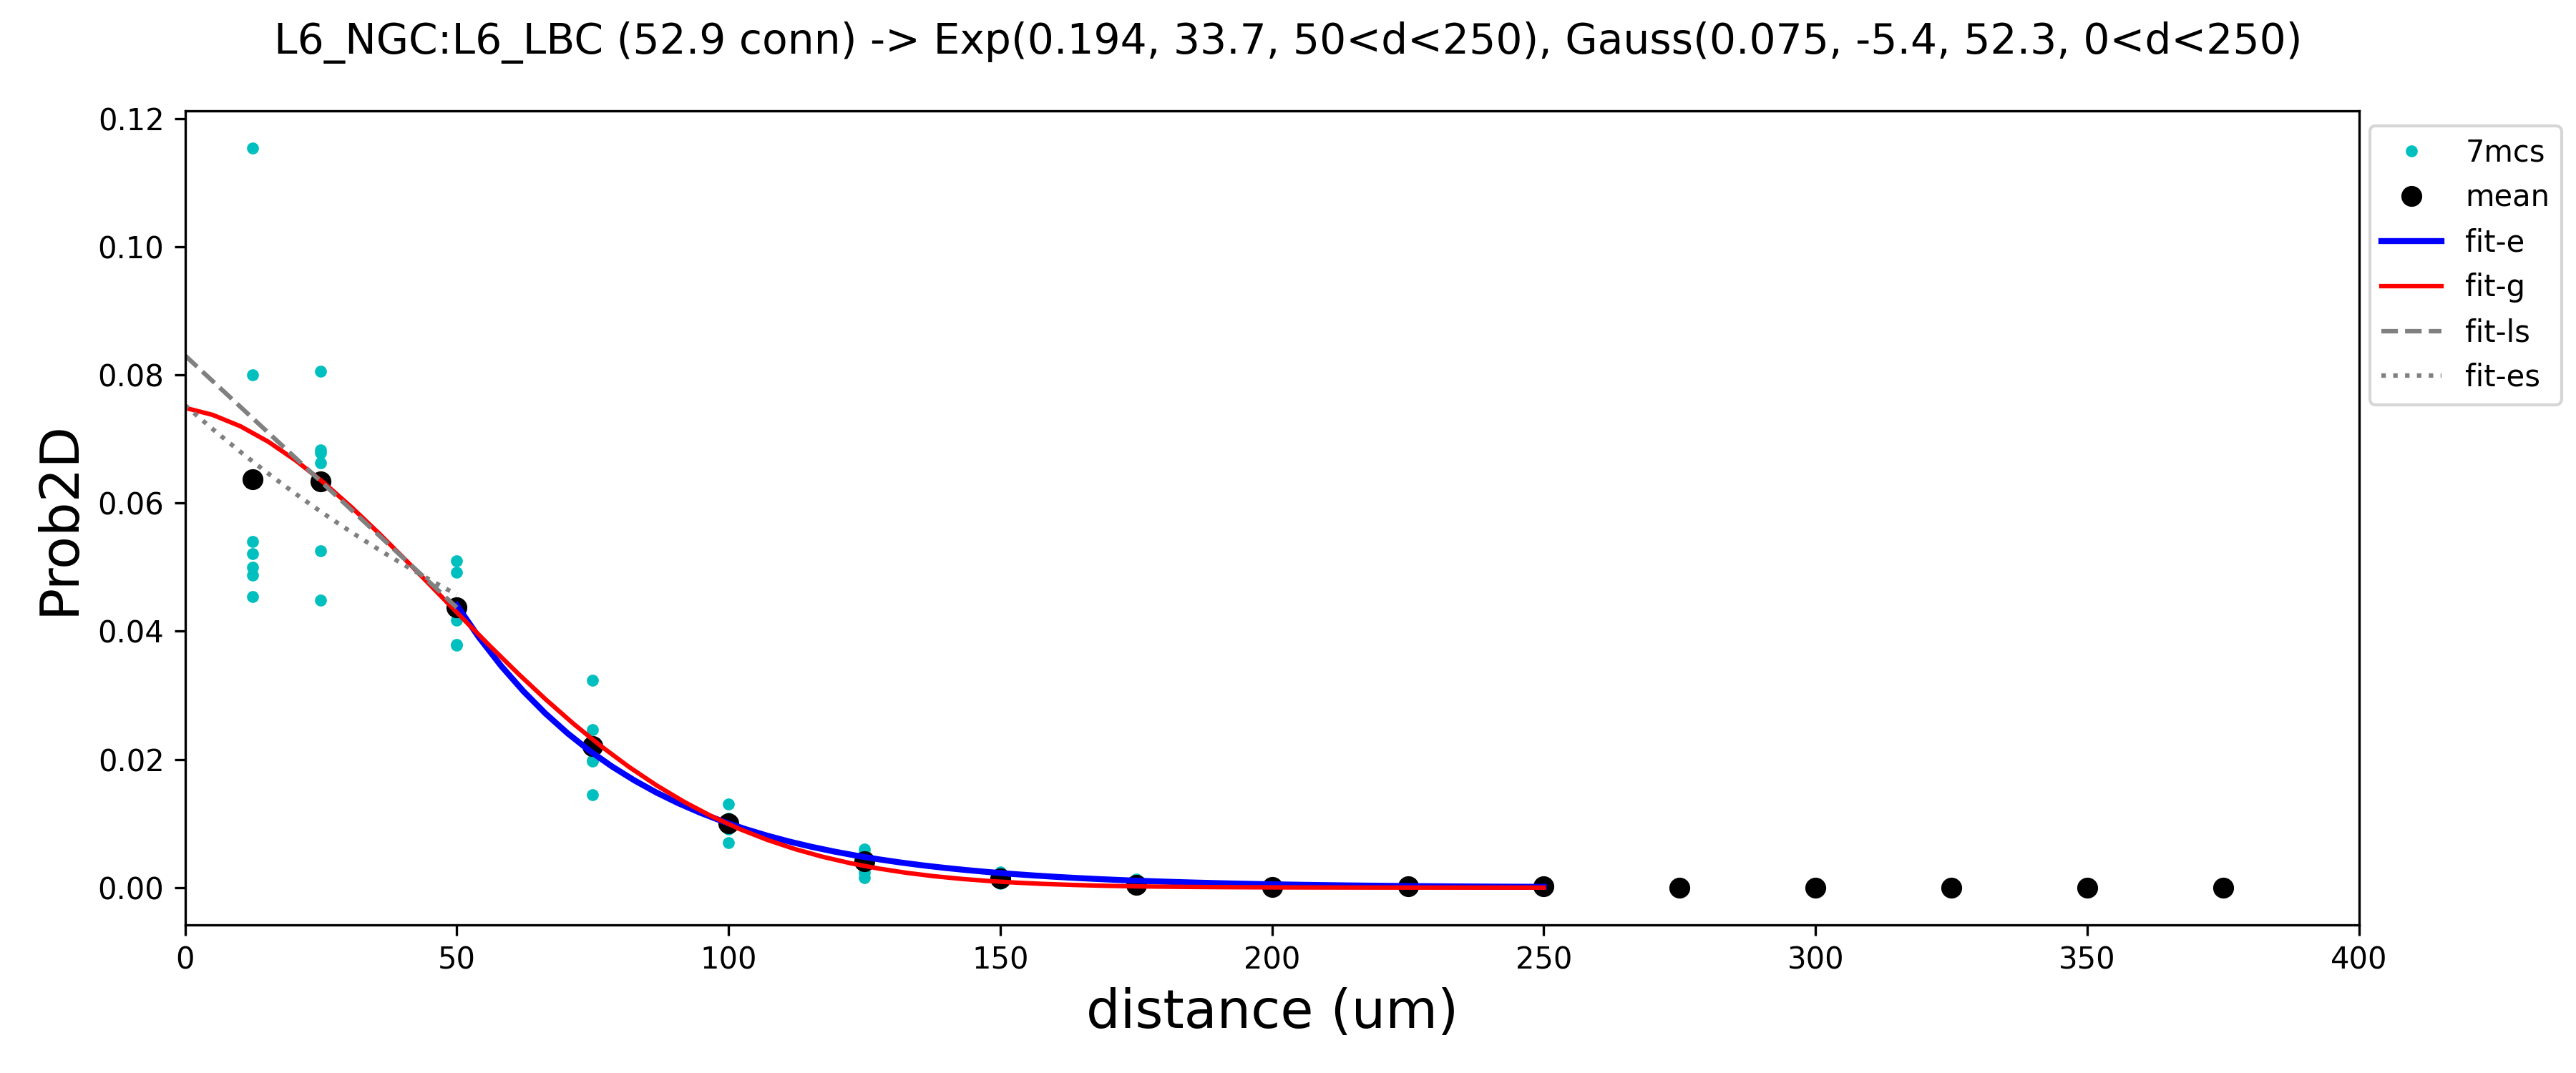 L6_NGC:L6_LBC (52.9 conn) -> Exp(0.194, 33.7, 50<d<250), Gauss(0.075, -5.4, 52.3, 0<d<250)
0.12
0.10
0.08
0.06
0.04
0.02
0.00
Prob2D
0 50 100 150 200 250 300 350 400
distance (um)
7mcs
mean
fit-e
fit-g
fit-ls
fit-es